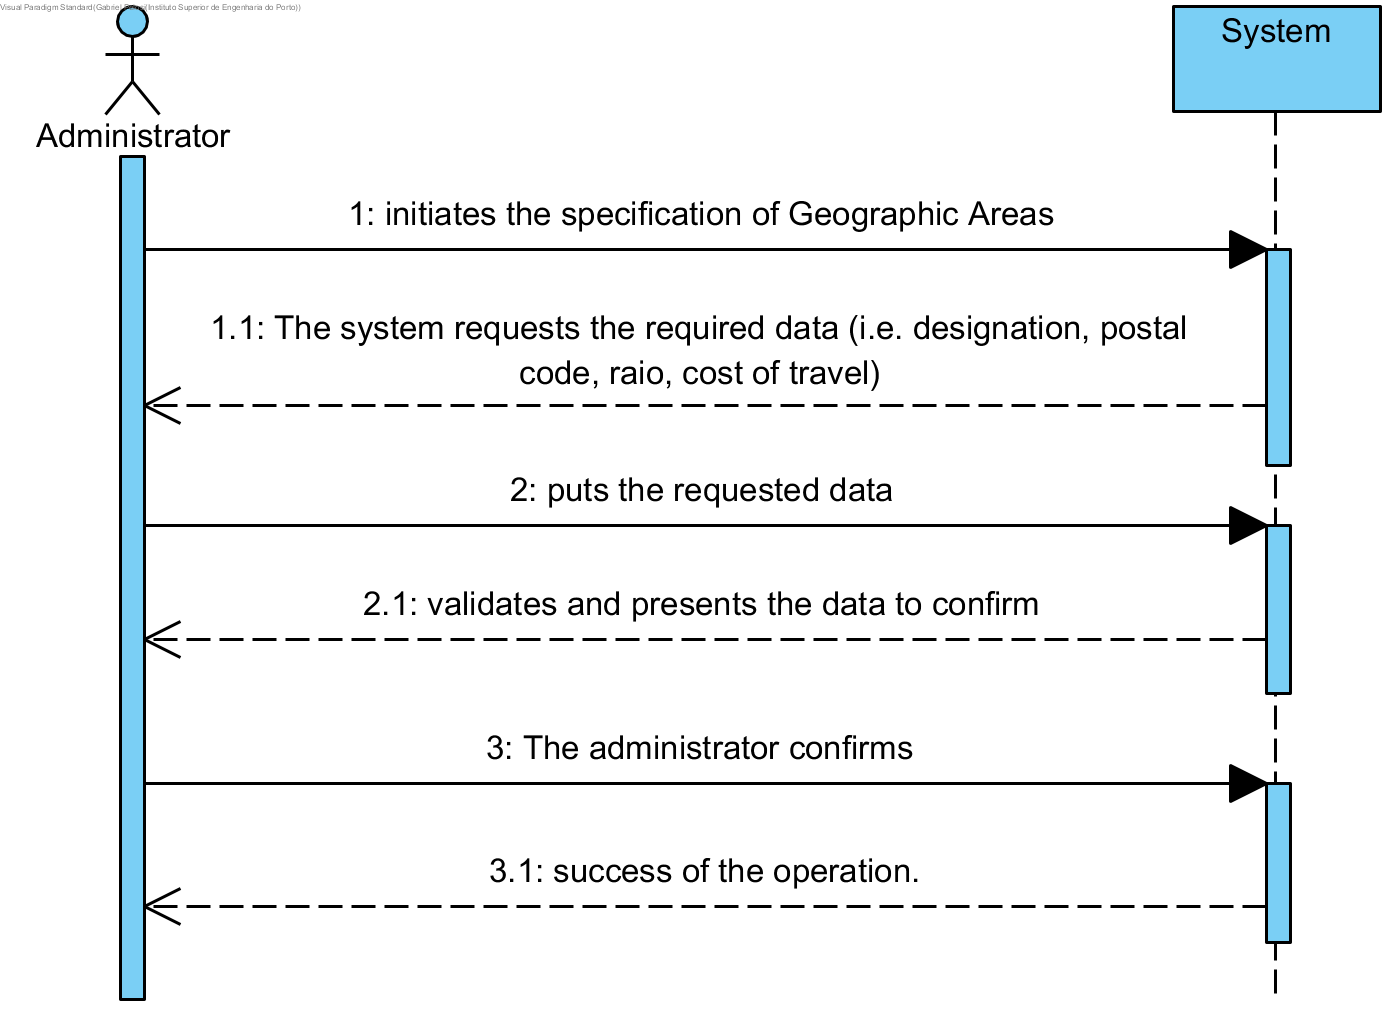 Visual Paradigm Standard(Gabriel Instituto Superior de Engenharia do Porto))
System
Administrator
1: initiates the specification of Geographic Areas
1.1: The system requests the required data (i.e. designation, postal
code, raio, cost of travel)
2: puts the requested data
2.1: validates and presents the data to confirm
3: The administrator confirms
3.1: success of the operation.